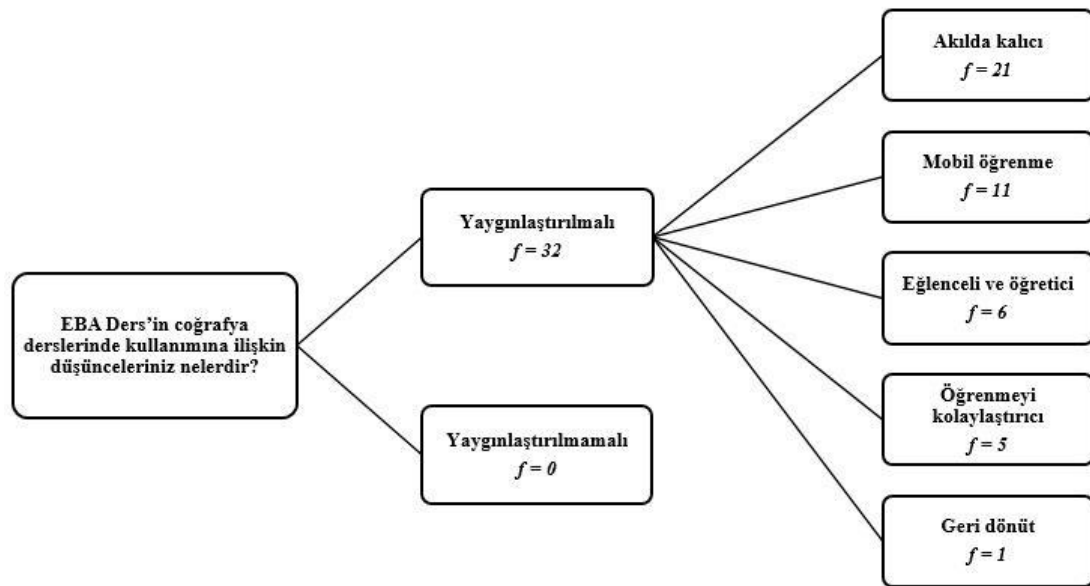 EBA Ders’in coğrafya
derslerinde kullanımına ilişkin
düşünceleriniz nelerdir?
Yaygınlaştırılmalı
f = 32
Yaygınlaştırılmamalı
f = 0
Akılda kalıcı
f = 21
Mobil öğrenme
f = 11
Eğlenceli ve öğretici
f = 6
Öğrenmeyi
kolaylaştırıcı
f = 5
Geri dönüt
f = 1